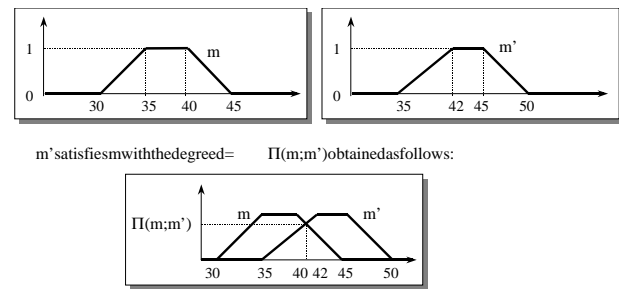 1
m
0
30 35 40 45
1
m’
0
35 42 45 50
m’satisfiesmwiththedegreed= Π(m;m’)obtainedasfollows:
m m’
Π(m;m’)
30 35 40 42 45 50